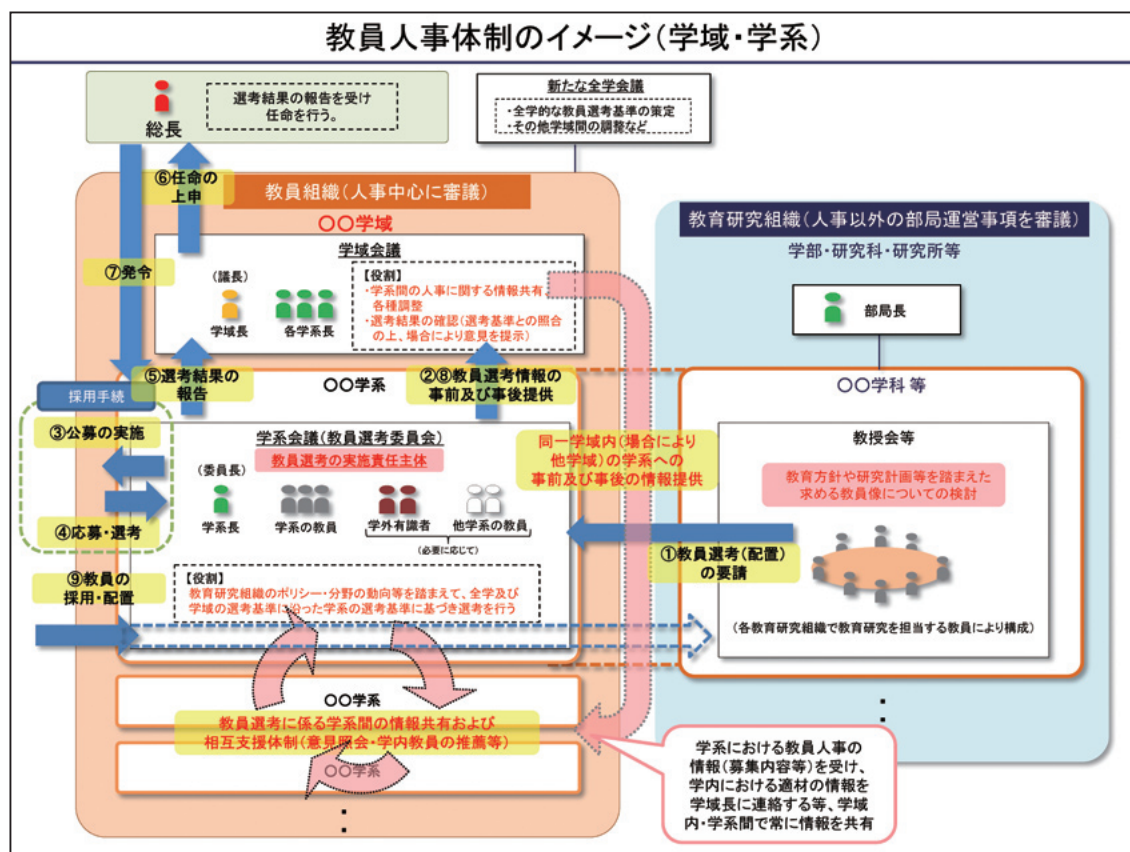 教員人事体制のイメージ(学域・学系)
選考結果の報告を受け
任命を行う。
総長
新たな全学会議
・全学的な教員選考基準の策定
・その他学域間の調整など
⑥任命の
上申
教員組織(人事中心に審議)
〇〇学域
学域会議
(議長)
学域長
各学系長
【役割】
・学系間の人事に関する情報共有、
各種調整
・選考結果の確認(選考基準との照合
の上、場合により意見を提示)
⑦発令
教育研究組織(人事以外の部局運営事項を審議)
学部・研究科・研究所等
部局長
⑤選考結果の
報告
〇〇学系
②⑧教員選考情報の
事前及び事後提供
〇〇学科 等
採用手続
③公募の実施
④応募・選考
学系会議(教員選考委員会)
教員選考の実施責任主体
(委員長)
学系長
学系の教員
学外有識者
他学系の教員
(必要に応じて)
同一学域内(場合により
他学域)の学系への
事前及び事後の情報提供
教授会等
教育方針や研究計画等を踏まえた
求める教員像についての検討
①教員選考(配置)
の要請
(各教育研究組織で教育研究を担当する教員により構成)
⑨教員の
採用・配置
【役割】
教育研究組織のポリシー・分野の動向等を踏まえて、全学及び
学域の選考基準に沿った学系の選考基準に基づき選考を行う
〇〇学系
教員選考に係る学系間の情報共有および
相互支援体制(意見照会・学内教員の推薦等)
〇〇学系
学系における教員人事の
情報(募集内容等)を受け、
学内における適材の情報を
学域長に連絡する等、学域
内・学系間で常に情報を共有